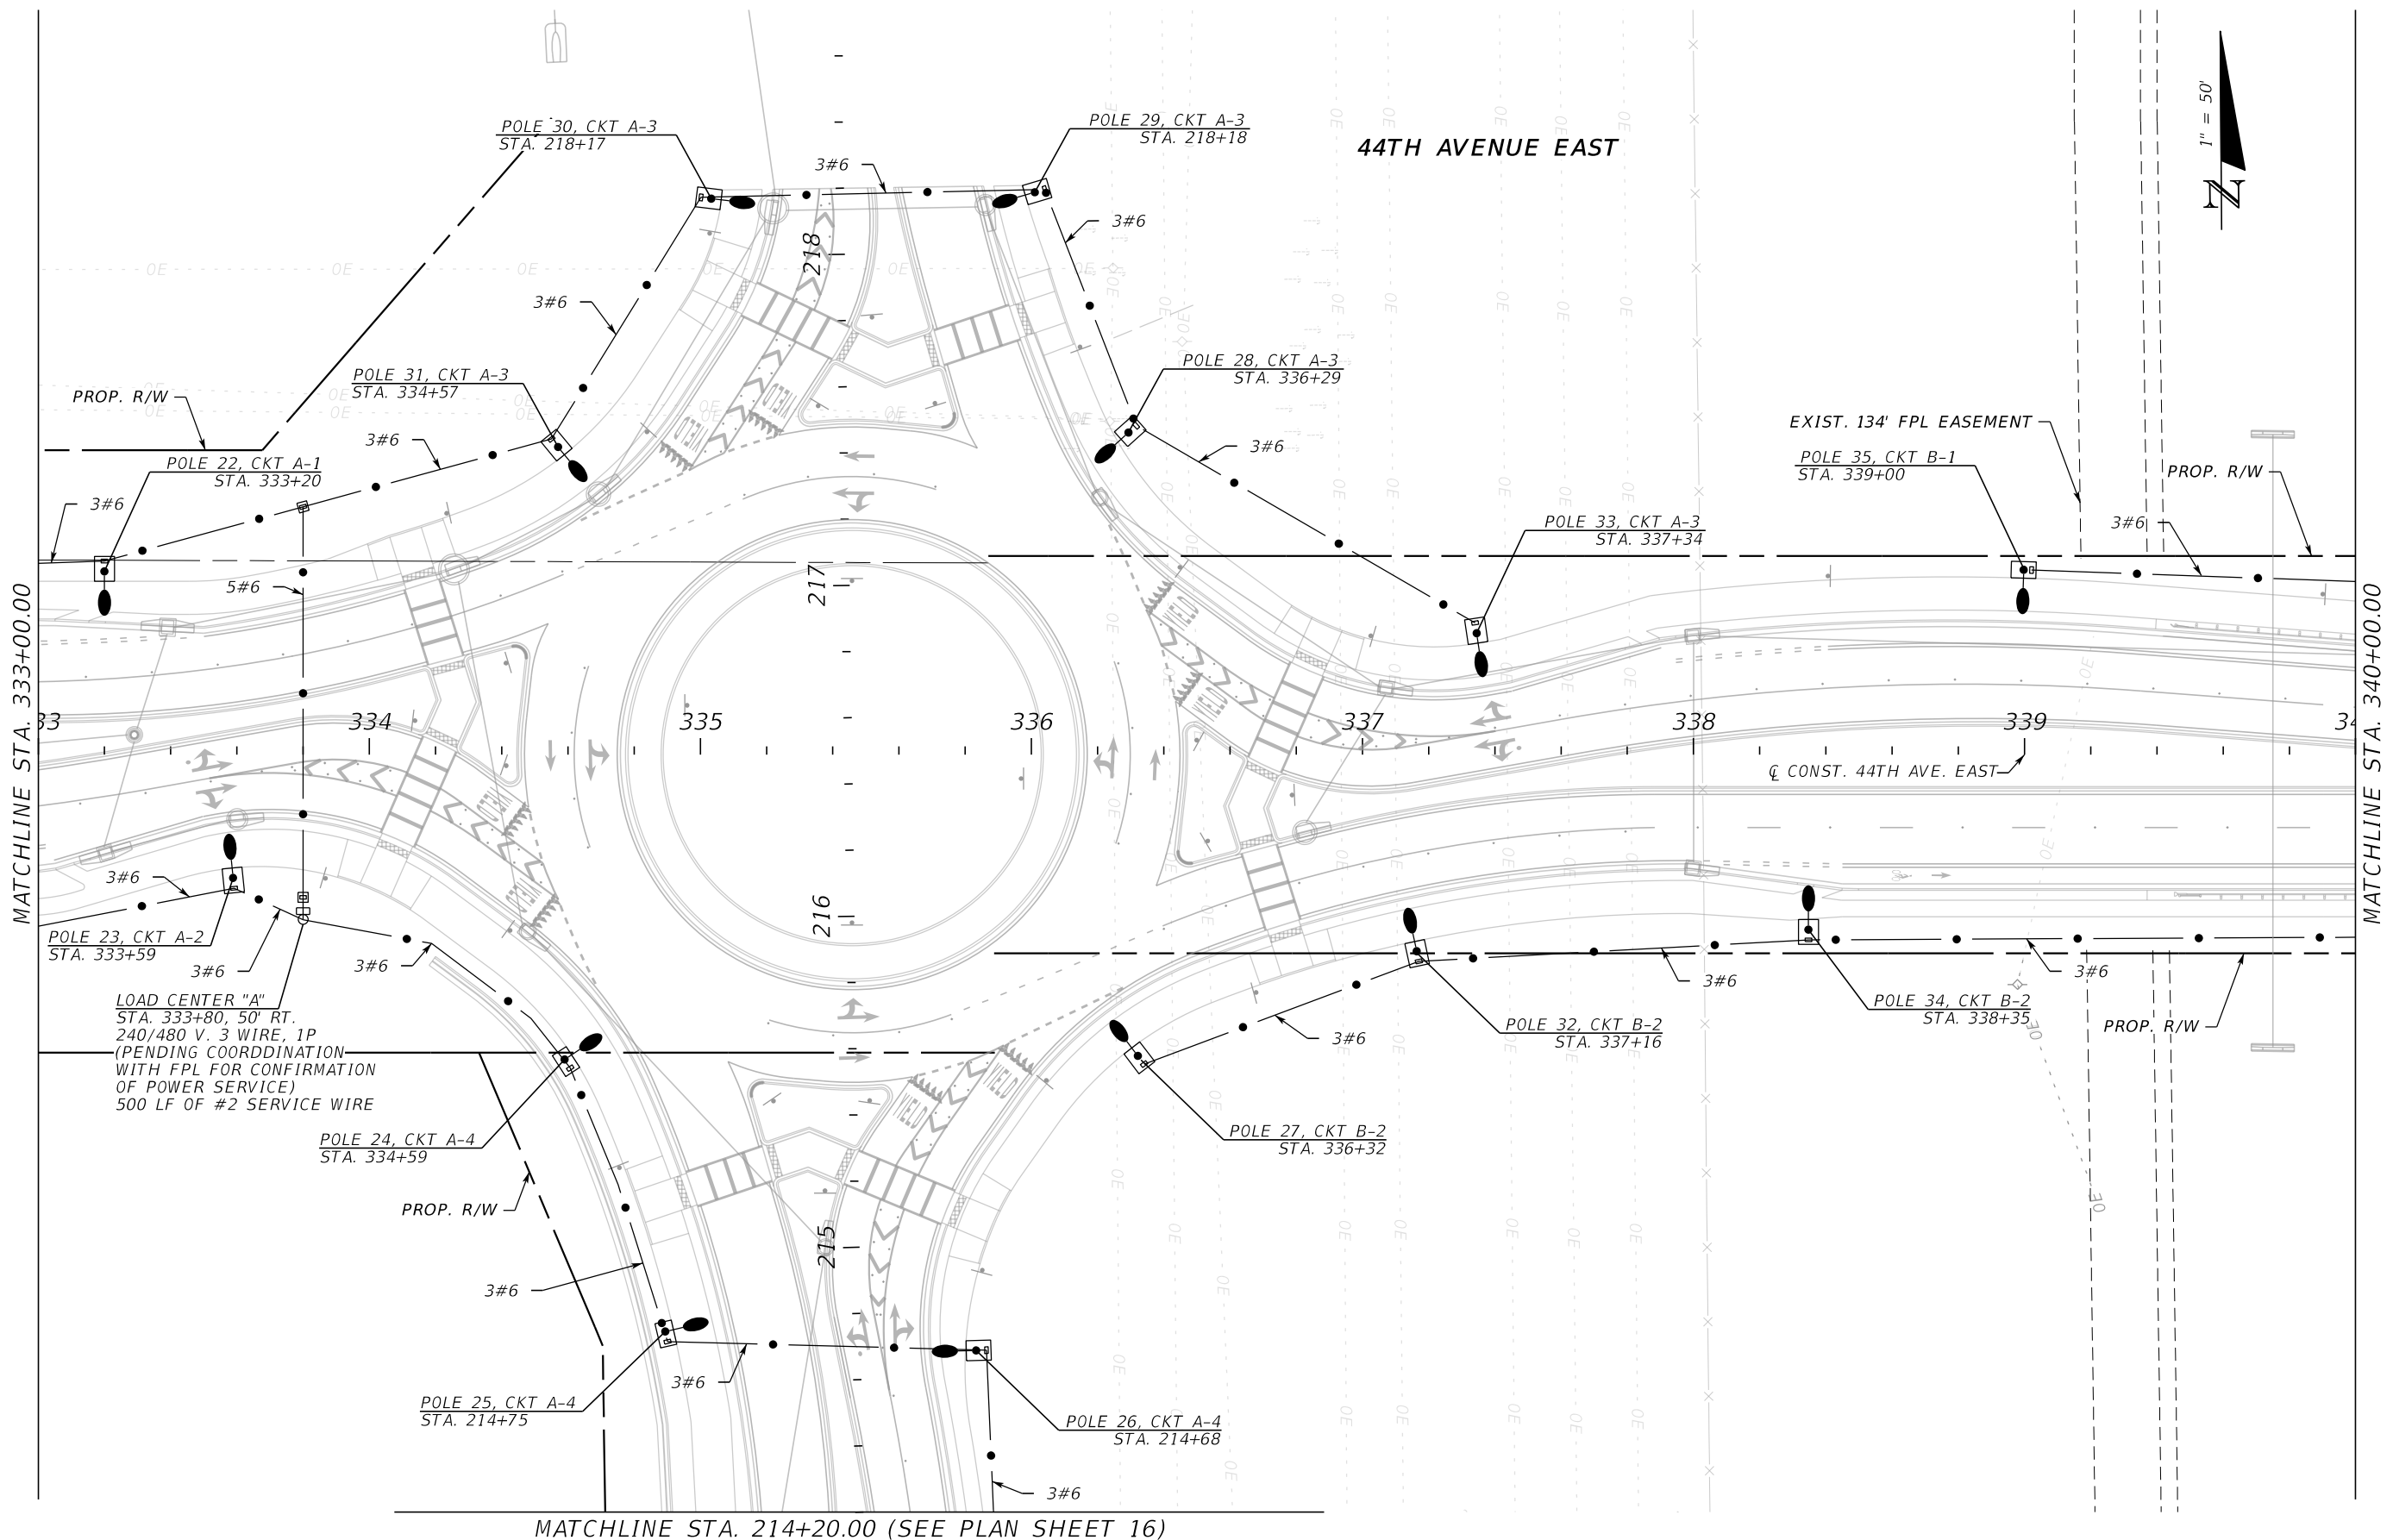 POLE 30, CKT A-3
STA. 218+17
POLE 29, CKT A-3
STA. 218+18
44TH AVENUE EAST
1" = 50'
N
3#6
3#6
218
3#6
POLE 31, CKT A-3
STA. 334+57
POLE 28, CKT A-3
STA. 336+29
PROP. R/W
3#6
3#6
EXIST. 134' FPL EASEMENT
POLE 22, CKT A-1
STA. 333+20
POLE 35, CKT B-1
STA. 339+00
PROP. R/W
3#6
3#6
POLE 33, CKT A-3
STA. 337+34
217
5#6
MATCHLINE STA. 333+00.00
MATCHLINE STA. 340+00.00
33
334
335
336
337
338
339
34
℄ CONST. 44TH AVE. EAST
3#6
216
POLE 23, CKT A-2
STA. 333+59
3#6
3#6
3#6
3#6
LOAD CENTER "A"
STA. 333+80, 50' RT.
240/480 V. 3 WIRE, 1P
(PENDING COORDDINATION
WITH FPL FOR CONFIRMATION
OF POWER SERVICE)
500 LF OF #2 SERVICE WIRE
POLE 34, CKT B-2
STA. 338+35
PROP. R/W
3#6
POLE 32, CKT B-2
STA. 337+16
POLE 24, CKT A-4
STA. 334+59
POLE 27, CKT B-2
STA. 336+32
PROP. R/W
215
3#6
3#6
POLE 25, CKT A-4
STA. 214+75
POLE 26, CKT A-4
STA. 214+68
3#6
MATCHLINE STA. 214+20.00 (SEE PLAN SHEET 16)